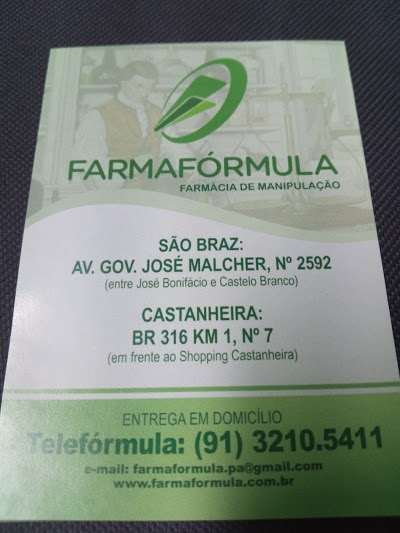 FARMAFÓRMULA
FARMÁCIA DE MANIPULAÇÃO
SÃO BRAZ:
AV. GOV. JOSÉ MALCHER, Nº 2592
(entre José Bonifácio e Castelo Branco)
CASTANHEIRA:
BR 316 KM 1, Nº 7
(em frente ao Shopping Castanheira)
ENTREGA EM DOMICÍLIO
Telefórmula: (91) 3210.5411
e-mail: farmaformula.pa@gmail.com
www.farmaformula.com.br